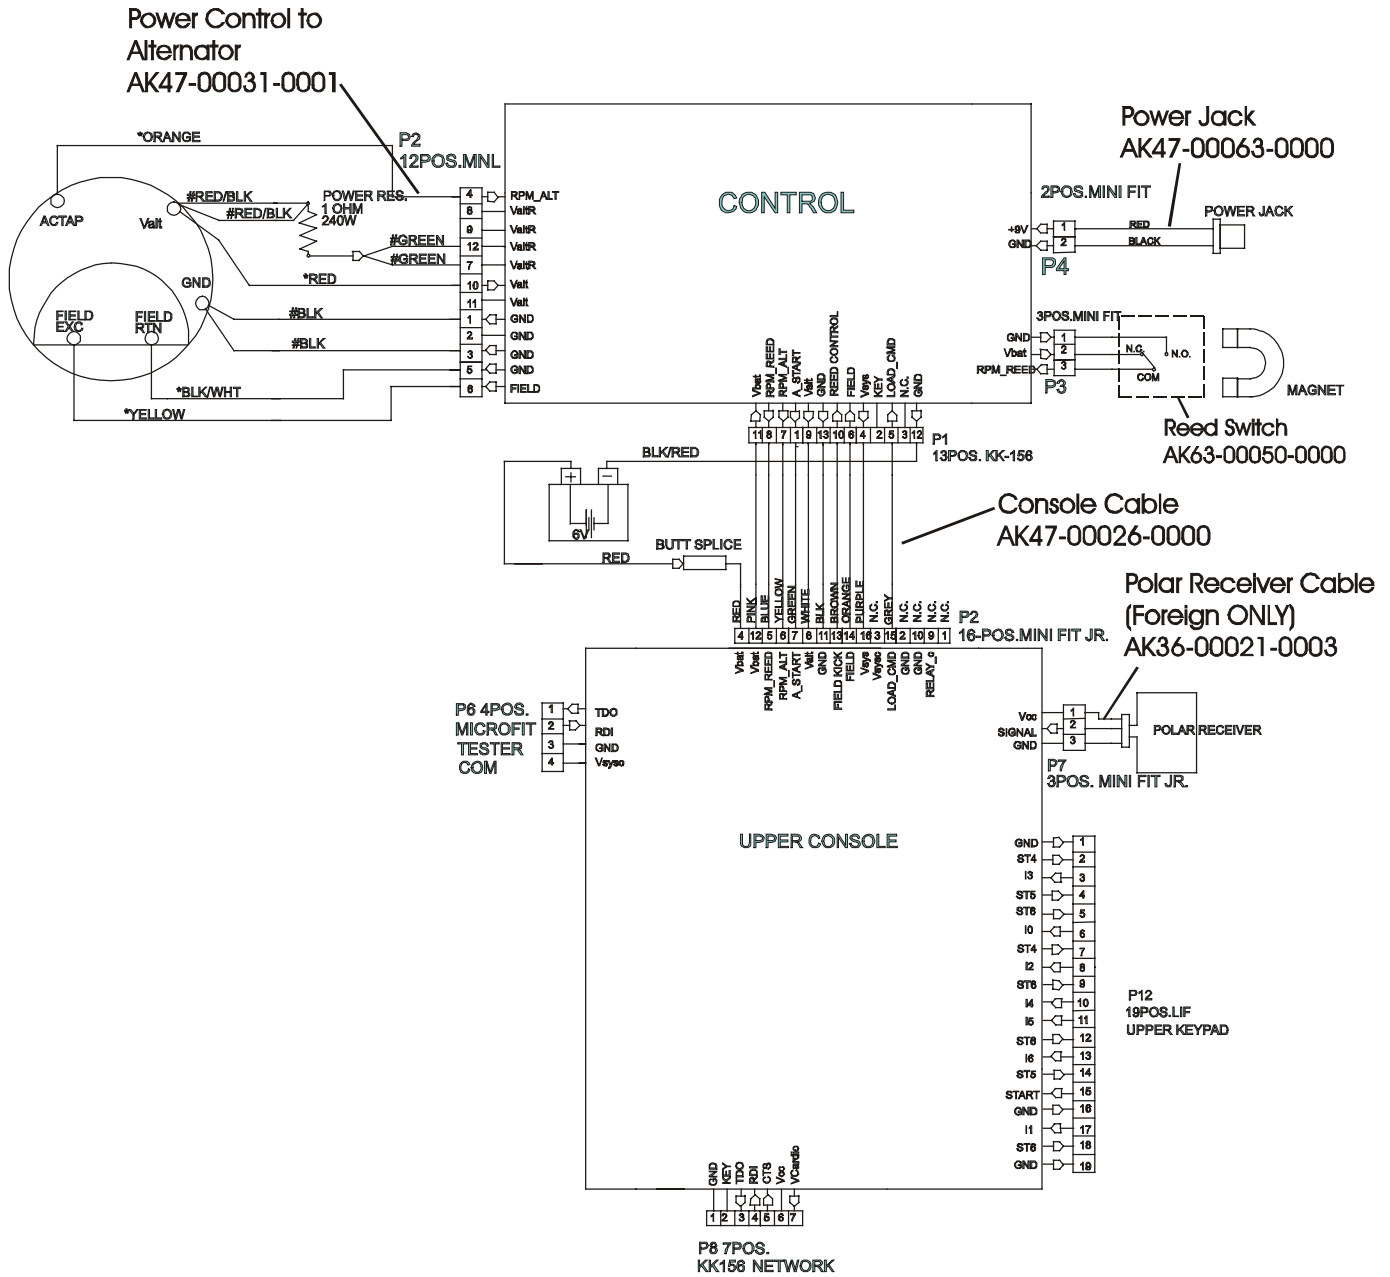 Power Control to
Alternator
AK47-00031-0001
*ORANGE
P2
12POS.MNL
ACTAP
Valt
GND
FIELD
EXC
FIELD
RTN
#RED/BLK
#RED/BLK
POWER RES.
1 OHM
240W
#GREEN
#GREEN
*RED
#BLK
#BLK
*BLK/WHT
*YELLOW
4 RPM_ALT
8 ValtR
9 ValtR
12 ValtR
7 ValtR
10 Valt
11 Valt
1 GND
2 GND
3 GND
5 GND
6 FIELD
CONTROL
Power Jack
AK47-00063-0000
2POS.MINI FIT
+9V 1 RED
GND 2 BLACK
POWER JACK
P4
3POS.MINI FIT
GND 1
Vbat 2
RPM_REED 3
P3
N.C.
N.O.
COM
MAGNET
Reed Switch
AK63-00050-0000
Vbat
RPM_REED
RPM_ALT
A_START
Valt
GND
REED CONTROL
FIELD
Vsys
KEY
LOAD_CMD
N.C.
GND
11 8 7 1 9 13 10 6 4 2 5 3 12
P1
13POS. KK-156
BLK/RED
+ −
6V
RED
BUTT SPLICE
Console Cable
AK47-00026-0000
RED
PINK
BLUE
YELLOW
GREEN
WHITE
BLK
BROWN
ORANGE
PURPLE
N.C.
GREY
N.C.
N.C.
N.C.
N.C.
4 12 5 6 7 8 11 13 14 16 3 15 2 10 9 1
P2
16-POS.MINI FIT JR.
Vbat
Vbat
RPM_REED
RPM_ALT
A_START
Valt
GND
FIELD KICK
FIELD
Vsys
Vsysc
LOAD_CMD
GND
GND
RELAY_c
Polar Receiver Cable
(Foreign ONLY)
AK36-00021-0003
P6 4POS.
MICROFIT
TESTER
COM
1 TDO
2 RDI
3 GND
4 Vsysc
Vcc 1
SIGNAL 2
GND 3
POLAR RECEIVER
P7
3POS. MINI FIT JR.
UPPER CONSOLE
GND 1
ST4 2
I3 3
ST5 4
ST6 5
I0 6
ST4 7
I2 8
ST6 9
I4 10
I5 11
ST6 12
I6 13
ST5 14
START 15
GND 16
I1 17
ST6 18
GND 19
P12
19POS.LIF
UPPER KEYPAD
GND
KEY
TDO
RDI
CTS
Vcc
VCardio
1 2 3 4 5 6 7
P8 7POS.
KK156 NETWORK